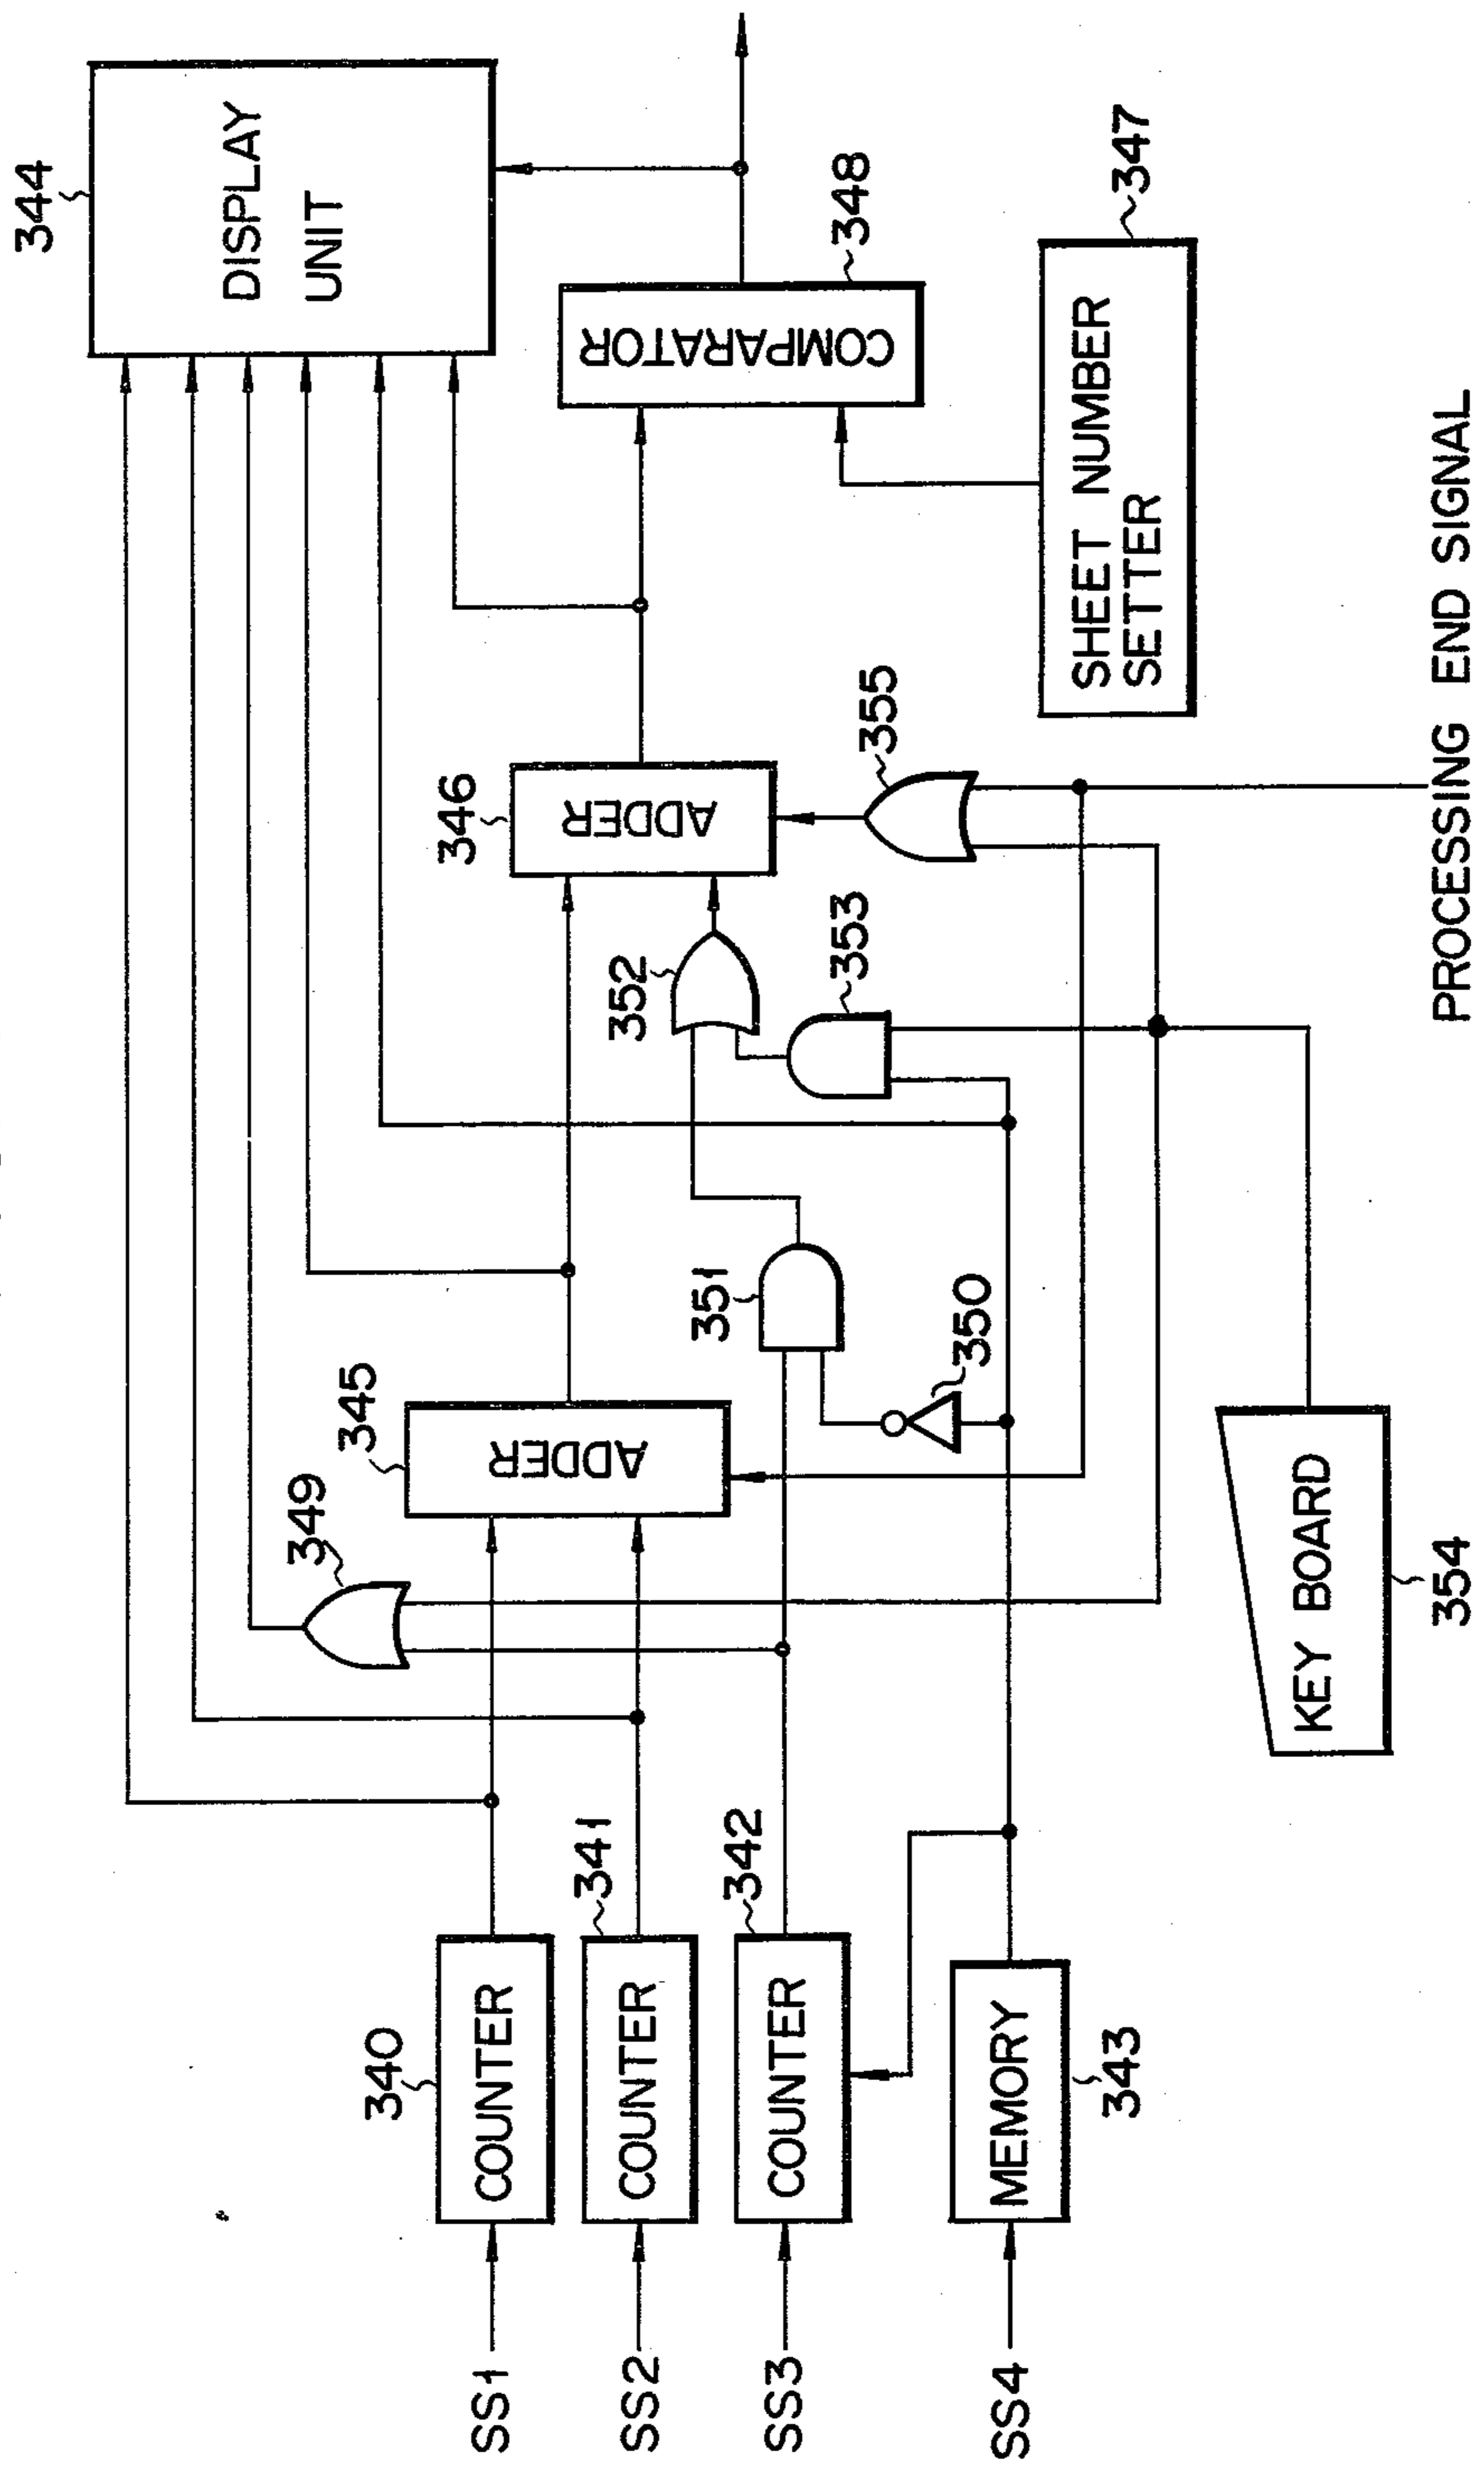 344
DISPLAY
UNIT
COMPARATOR
348
347
SHEET NUMBER
SETTER
346
ADDER
355
352
353
PROCESSING END SIGNAL
345
ADDER
351
350
349
KEY BOARD
354
340
COUNTER
341
COUNTER
342
COUNTER
MEMORY
343
SS1
SS2
SS3
SS4